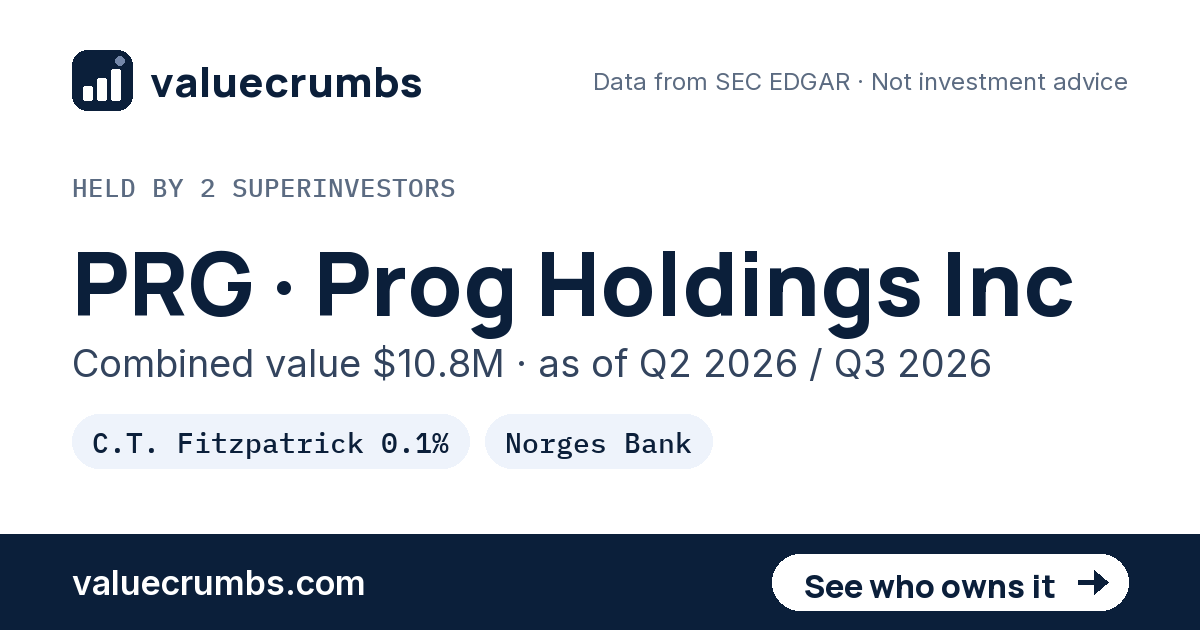 valuecrumbs
Data from SEC EDGAR · Not investment advice
HELD BY 2 SUPERINVESTORS
PRG · Prog Holdings Inc
Combined value $10.8M · as of Q2 2026 / Q3 2026
C.T. Fitzpatrick 0.1%
Norges Bank
valuecrumbs.com
See who owns it →